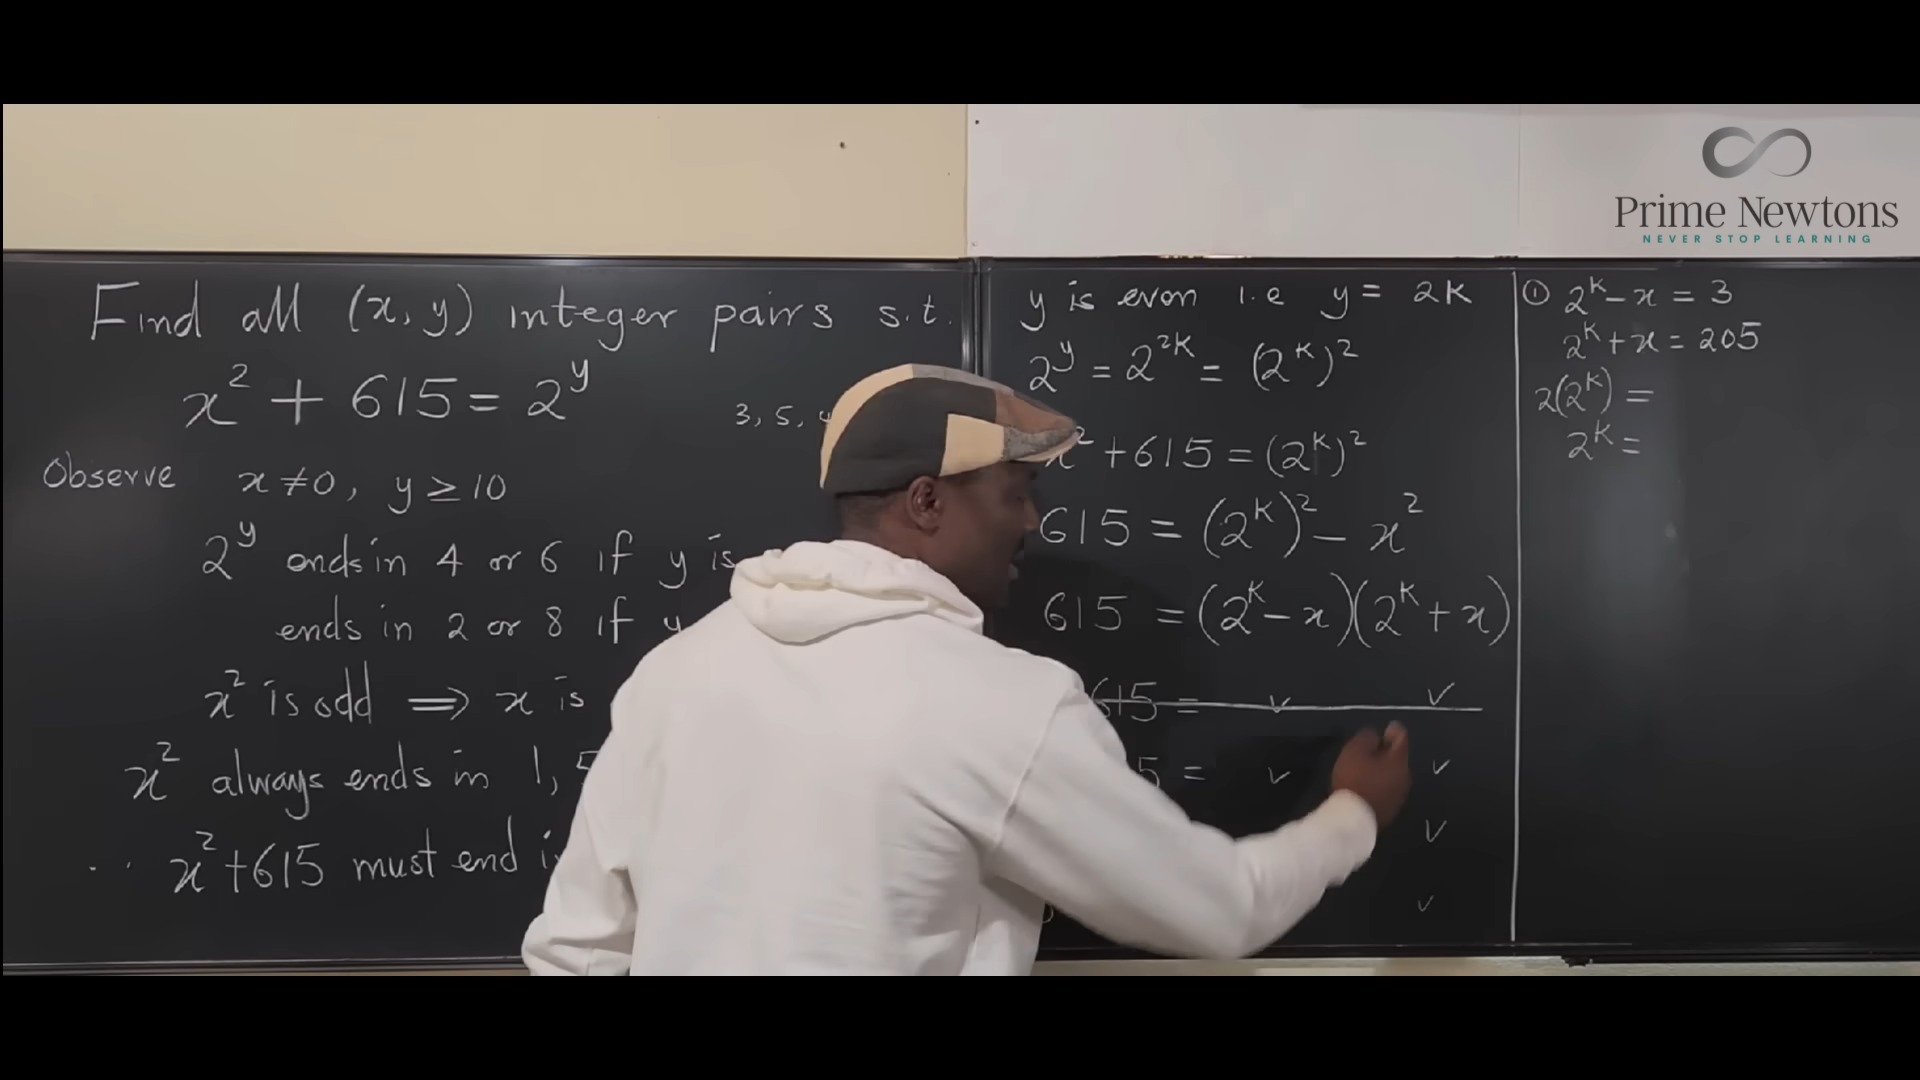 Prime Newtons
NEVER STOP LEARNING
Find all (x, y) integer pairs s.t.
x² + 615 = 2^y
3, 5,
Observe x ≠ 0, y ≥ 10
2^y ends in 4 or 6 if y is
ends in 2 or 8 if y
x² is odd ⟹ x is
x² always ends in 1,
x² + 615 must end
y is even i.e y = 2K
2^y = 2^2K = (2^K)²
x² + 615 = (2^K)²
615 = (2^K)² − x²
615 = (2^K − x)(2^K + x)
615 = ✓ ✓
5 = ✓ ✓
✓
✓
① 2^K − x = 3
2^K + x = 205
2(2^K) =
2^K =